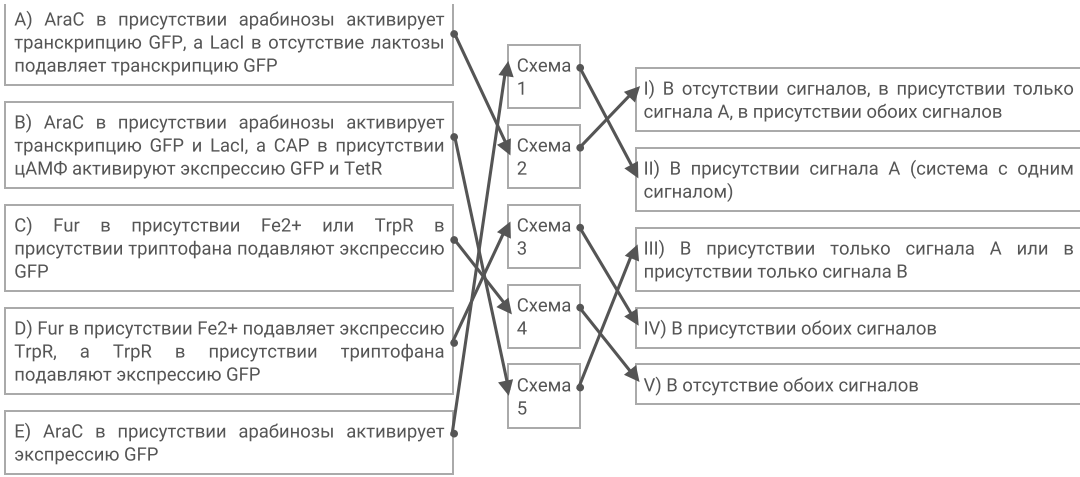 A) AraC в присутствии арабинозы активирует
транскрипцию GFP, а LacI в отсутствие лактозы
подавляет транскрипцию GFP
B) AraC в присутствии арабинозы активирует
транскрипцию GFP и LacI, а CAP в присутствии
цАМФ активируют экспрессию GFP и TetR
C) Fur в присутствии Fe2+ или TrpR в
присутствии триптофана подавляют экспрессию
GFP
D) Fur в присутствии Fe2+ подавляет экспрессию
TrpR, а TrpR в присутствии триптофана
подавляют экспрессию GFP
E) AraC в присутствии арабинозы активирует
экспрессию GFP
Схема
1
Схема
2
Схема
3
Схема
4
Схема
5
I) В отсутствии сигналов, в присутствии только
сигнала А, в присутствии обоих сигналов
II) В присутствии сигнала А (система с одним
сигналом)
III) В присутствии только сигнала А или в
присутствии только сигнала В
IV) В присутствии обоих сигналов
V) В отсутствие обоих сигналов